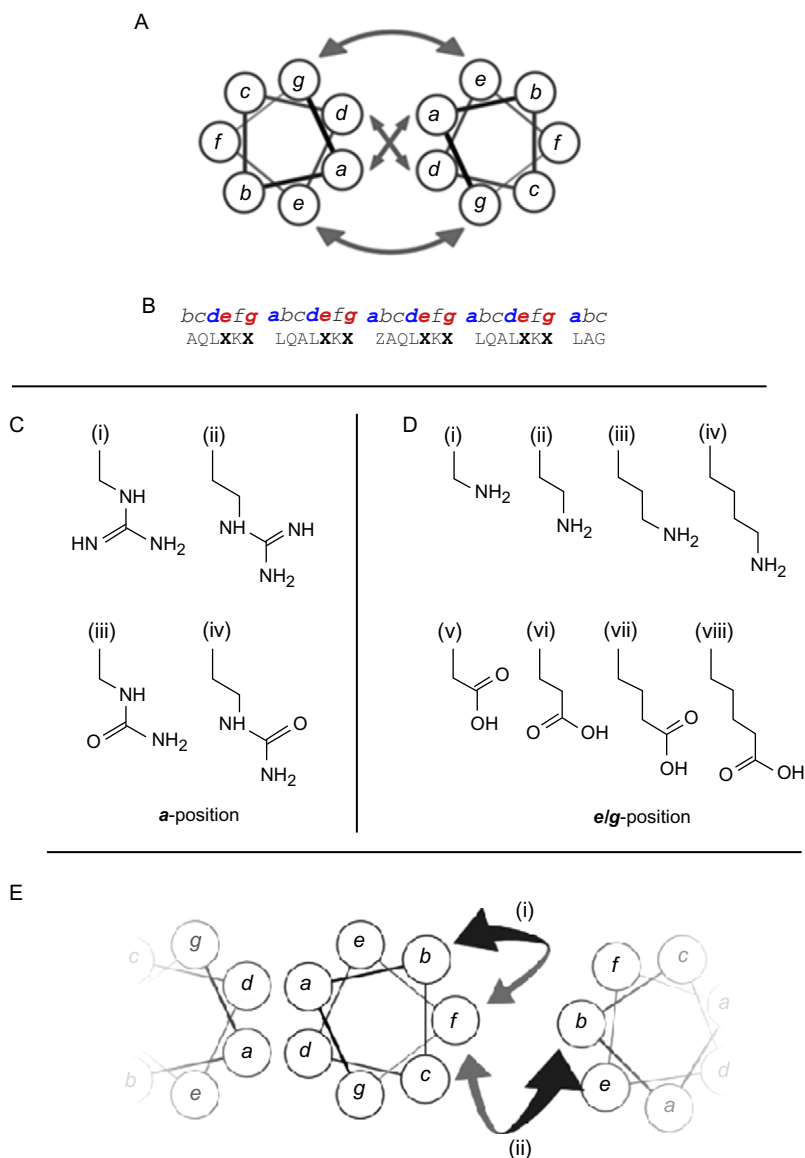 A
g
e
c
d
a
b
f
f
b
a
d
c
e
g
B
bcdefg abcdefg abcdefg abcdefg abc
AQLXKX LQALXKX ZAQLXKX LQALXKX LAG
C
(i)
(ii)
NH
HN
NH2
NH
NH
NH2
(iii)
(iv)
NH
O
NH2
NH
O
NH2
a-position
D
(i)
(ii)
(iii)
(iv)
NH2
NH2
NH2
NH2
(v)
(vi)
(vii)
(viii)
O
OH
O
OH
O
OH
O
OH
e/g-position
E
(i)
g
e
b
f
c
c
d
a
a
f
b
a
d
b
a
d
c
e
e
g
a
(ii)